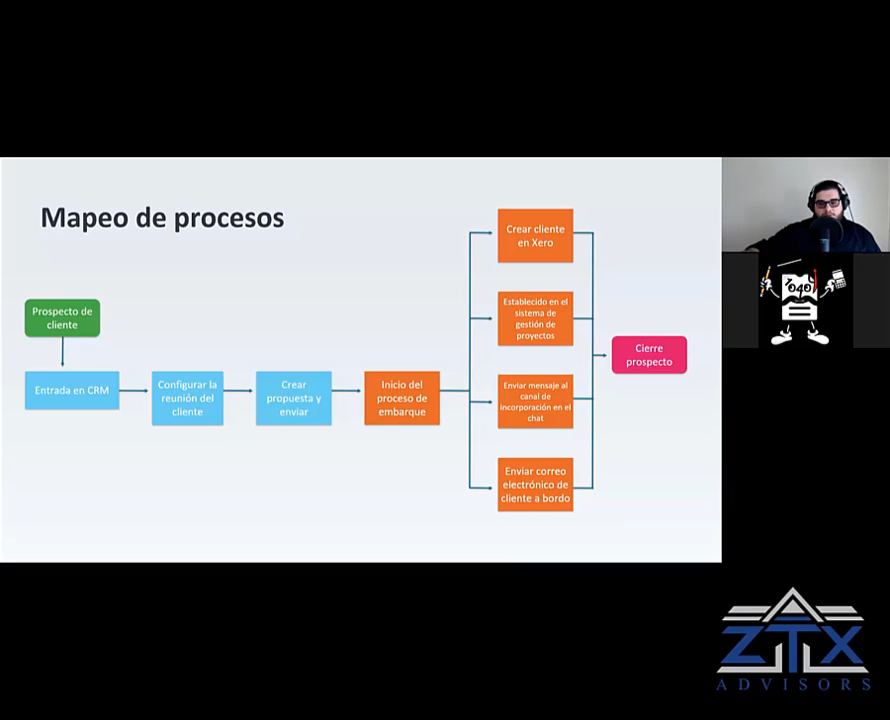 Mapeo de procesos
Prospecto de
cliente
Entrada en CRM
Configurar la
reunión del
cliente
Crear
propuesta y
enviar
Inicio del
proceso de
embarque
Crear cliente
en Xero
Establecido en el
sistema de
gestión de
proyectos
Enviar mensaje al
canal de
incorporación en el
chat
Enviar correo
electrónico de
cliente a bordo
Cierre
prospecto
ZTX
ADVISORS